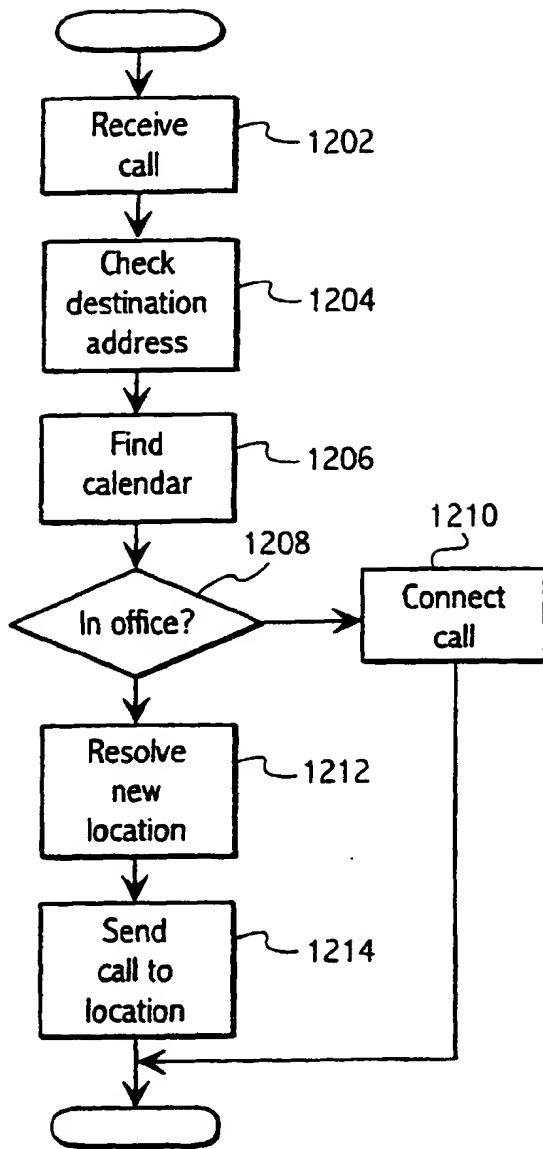 Receive
call
1202
Check
destination
address
1204
Find
calendar
1206
1208
In office?
1210
Connect
call
Resolve
new
location
1212
Send
call to
location
1214